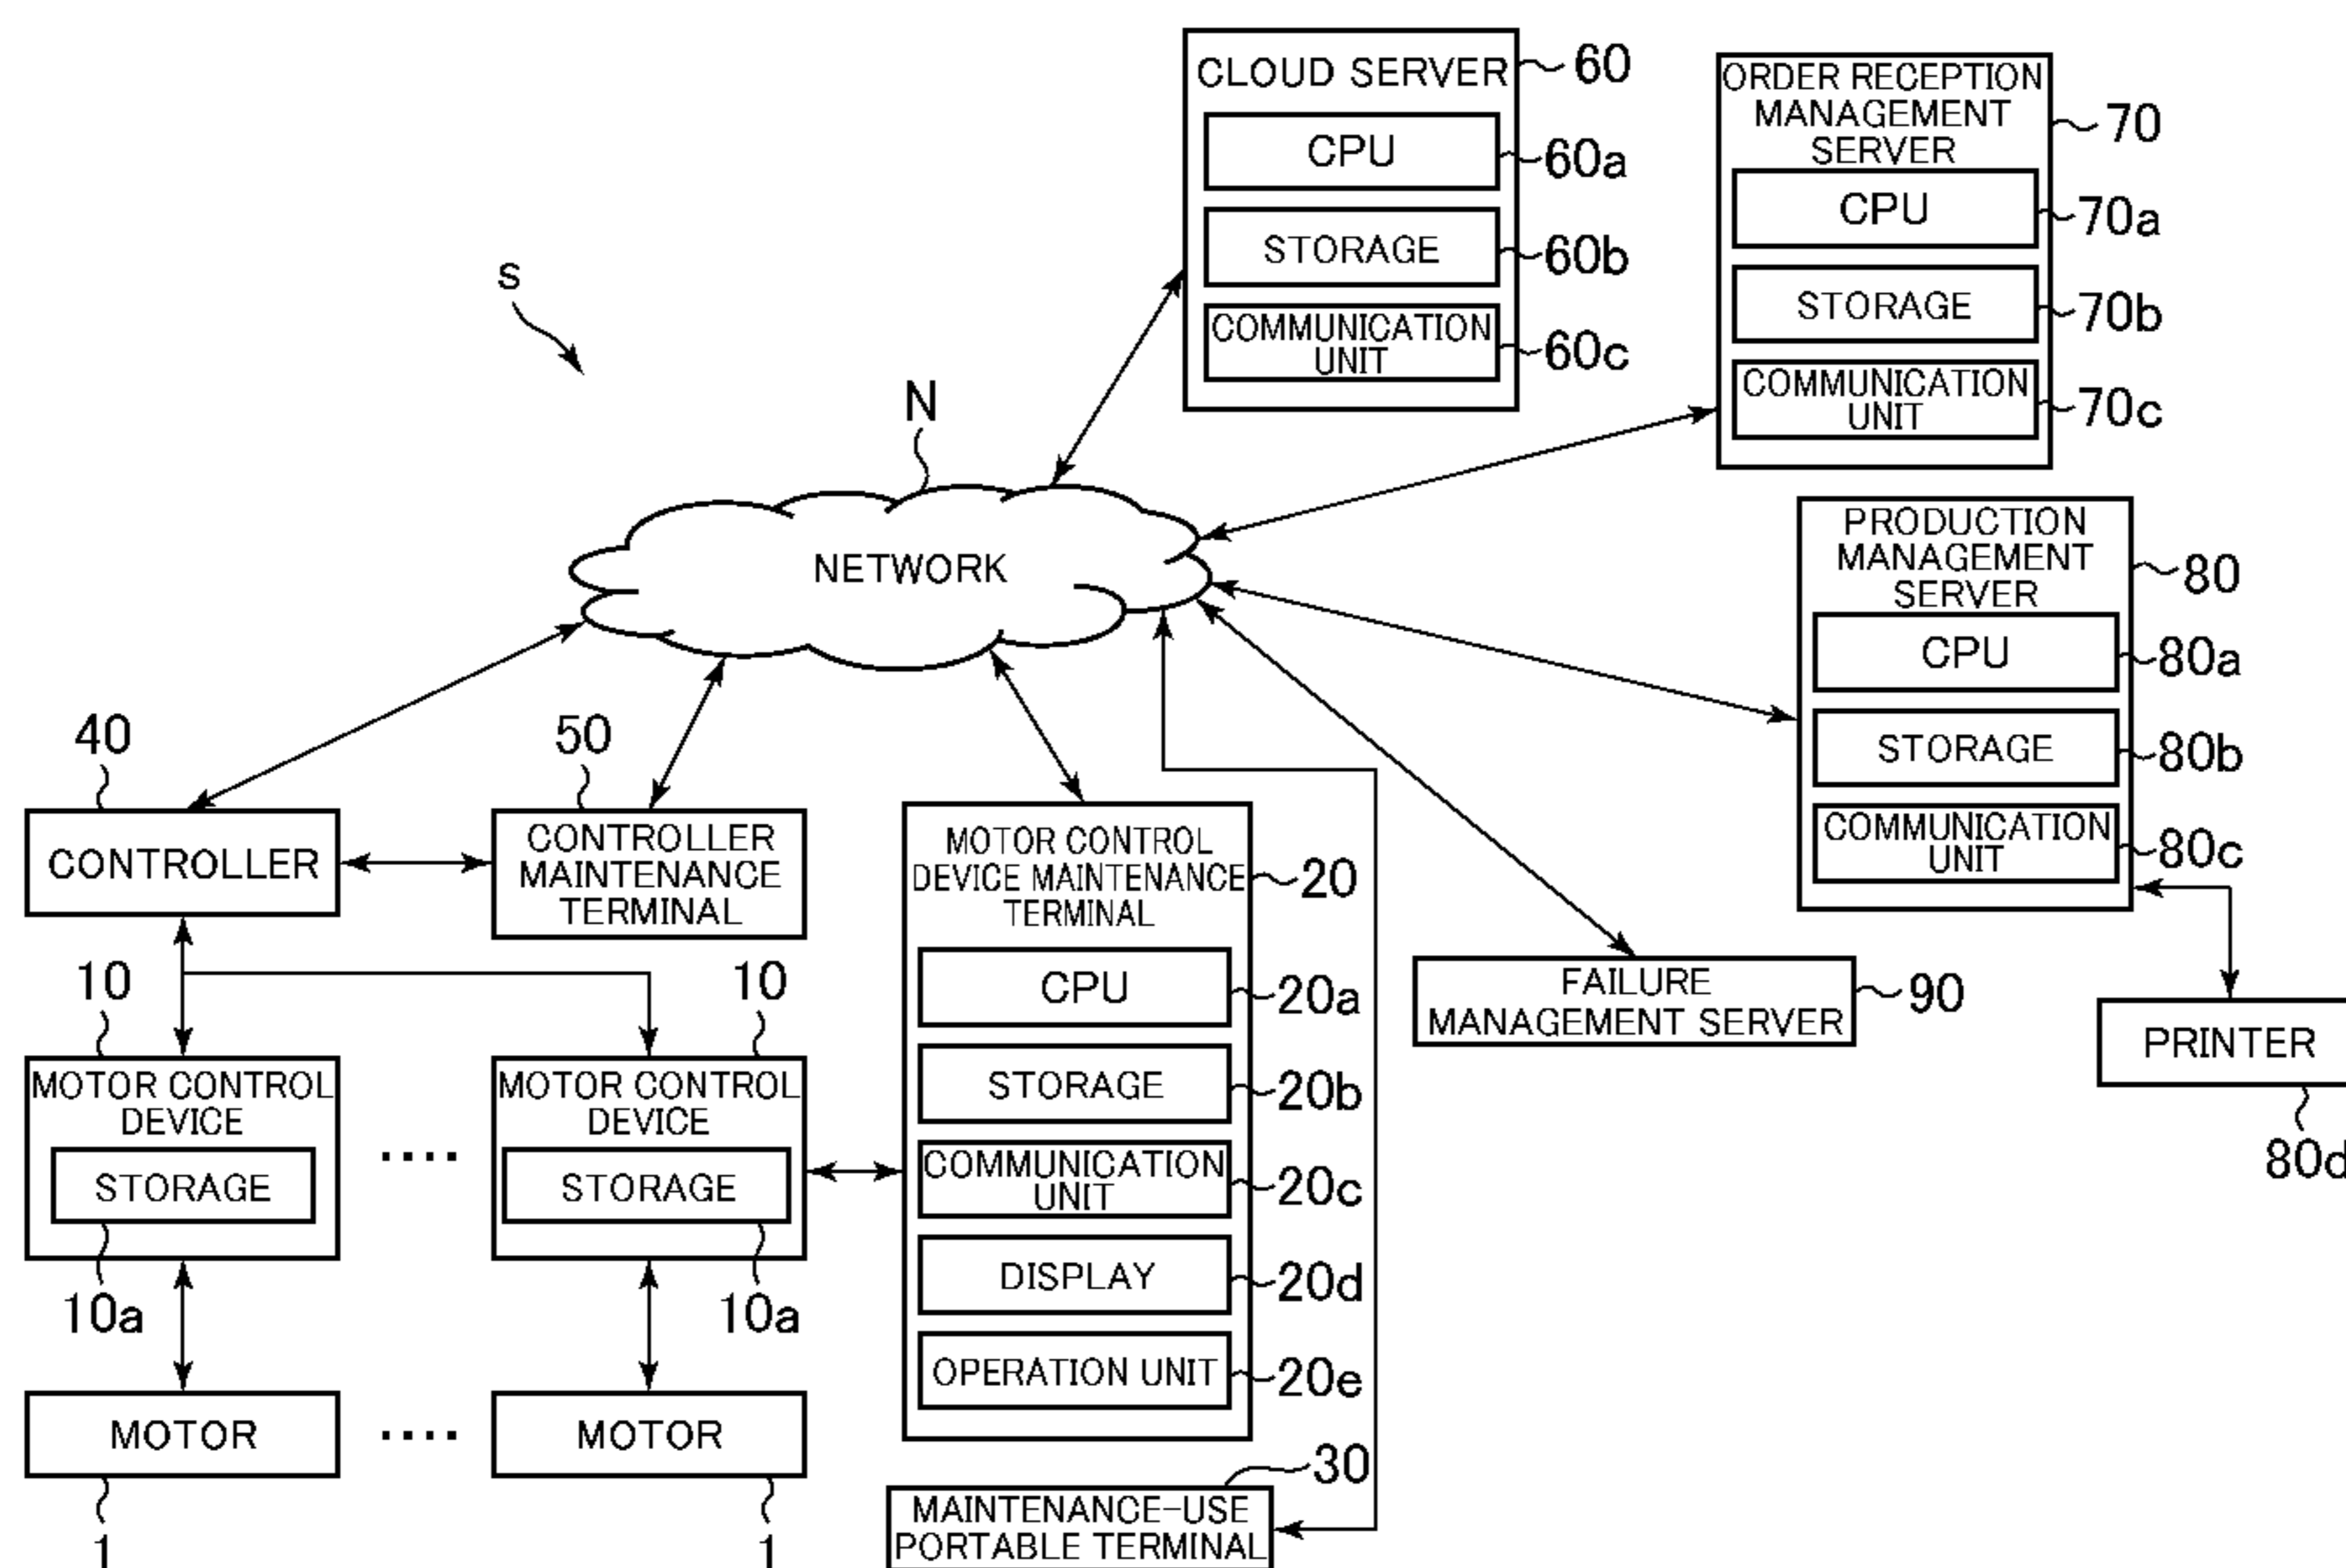 CLOUD SERVER
60
CPU
60a
STORAGE
60b
COMMUNICATION
UNIT
60c
ORDER RECEPTION
MANAGEMENT
SERVER
70
CPU
70a
STORAGE
70b
COMMUNICATION
UNIT
70c
S
N
NETWORK
PRODUCTION
MANAGEMENT
SERVER
80
CPU
80a
STORAGE
80b
COMMUNICATION
UNIT
80c
40
CONTROLLER
50
CONTROLLER
MAINTENANCE
TERMINAL
MOTOR CONTROL
DEVICE MAINTENANCE
TERMINAL
20
CPU
20a
STORAGE
20b
COMMUNICATION
UNIT
20c
DISPLAY
20d
OPERATION UNIT
20e
FAILURE
MANAGEMENT SERVER
90
PRINTER
80d
10
MOTOR CONTROL
DEVICE
STORAGE
10a
....
10
MOTOR CONTROL
DEVICE
STORAGE
10a
MOTOR
1
....
MOTOR
1
30
MAINTENANCE-USE
PORTABLE TERMINAL